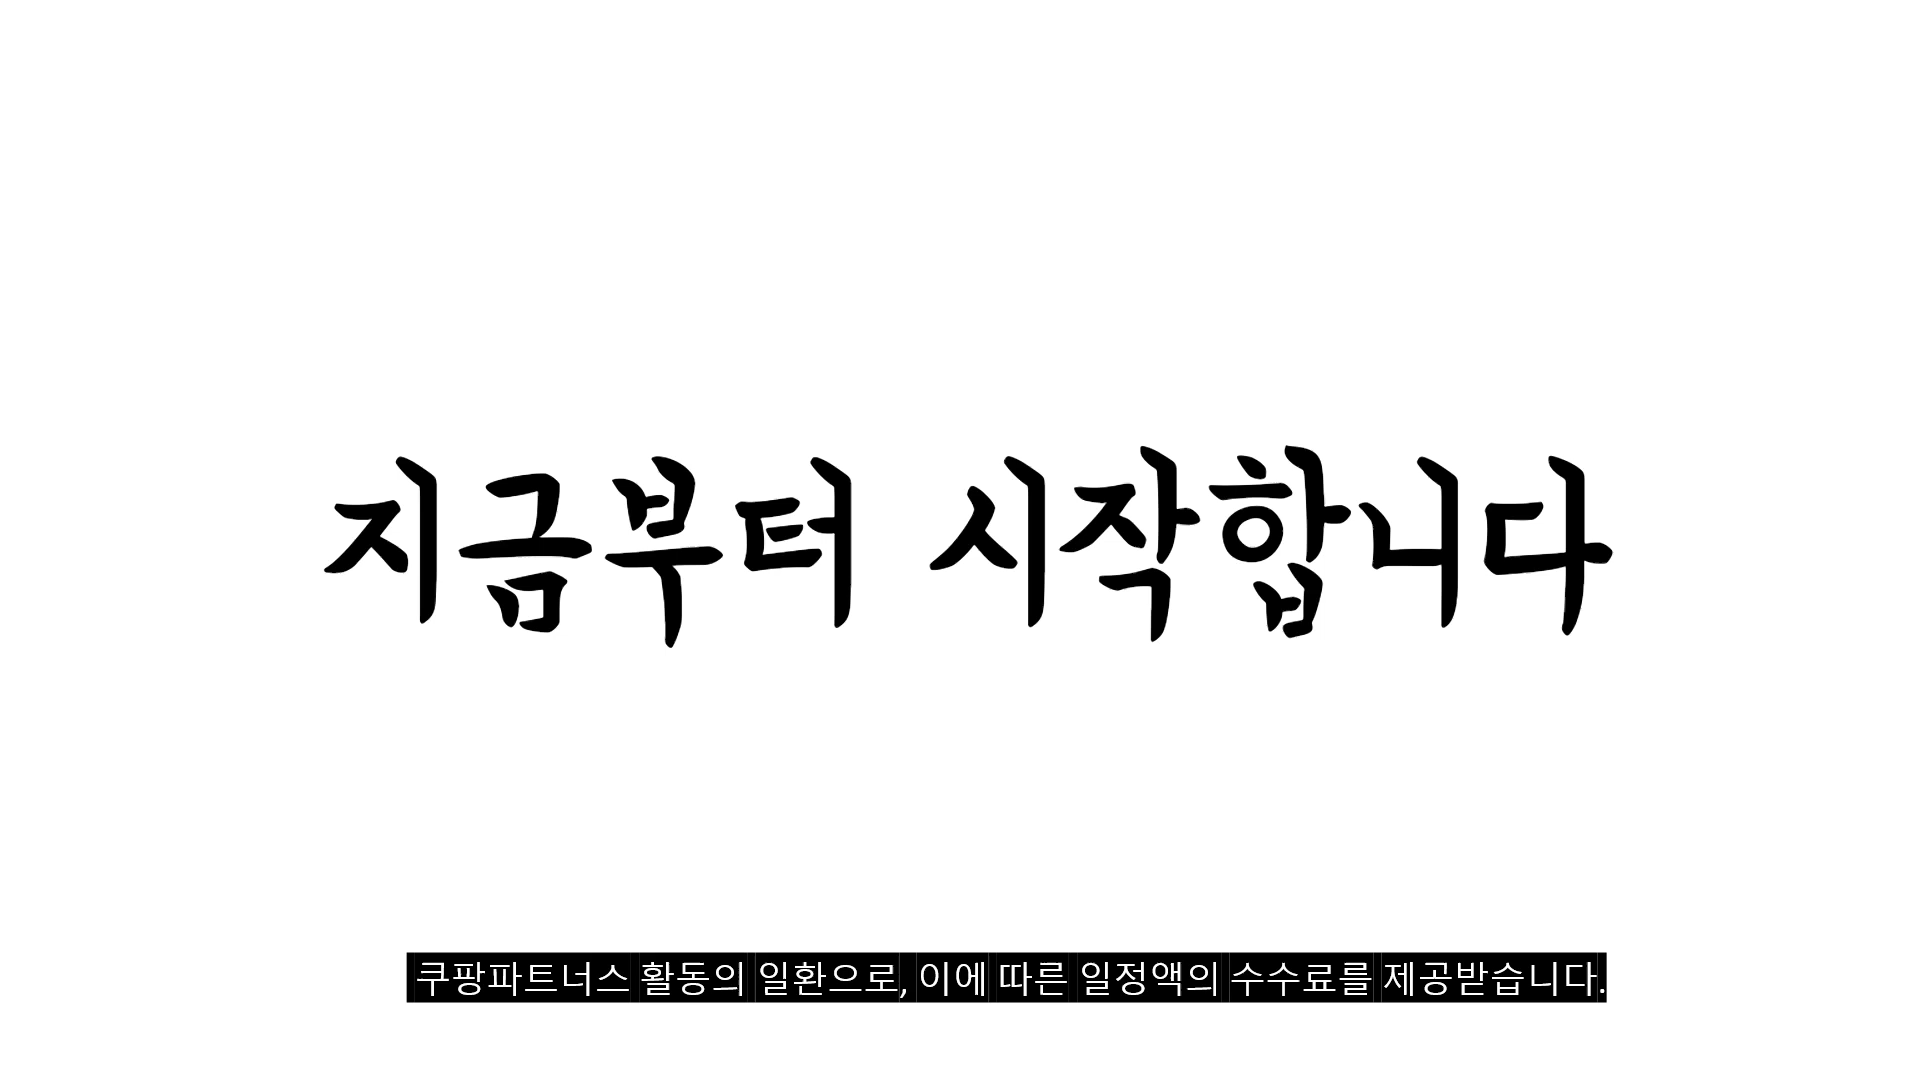 지금부터 시작합니다
쿠팡파트너스 활동의 일환으로, 이에 따른 일정액의 수수료를 제공받습니다.